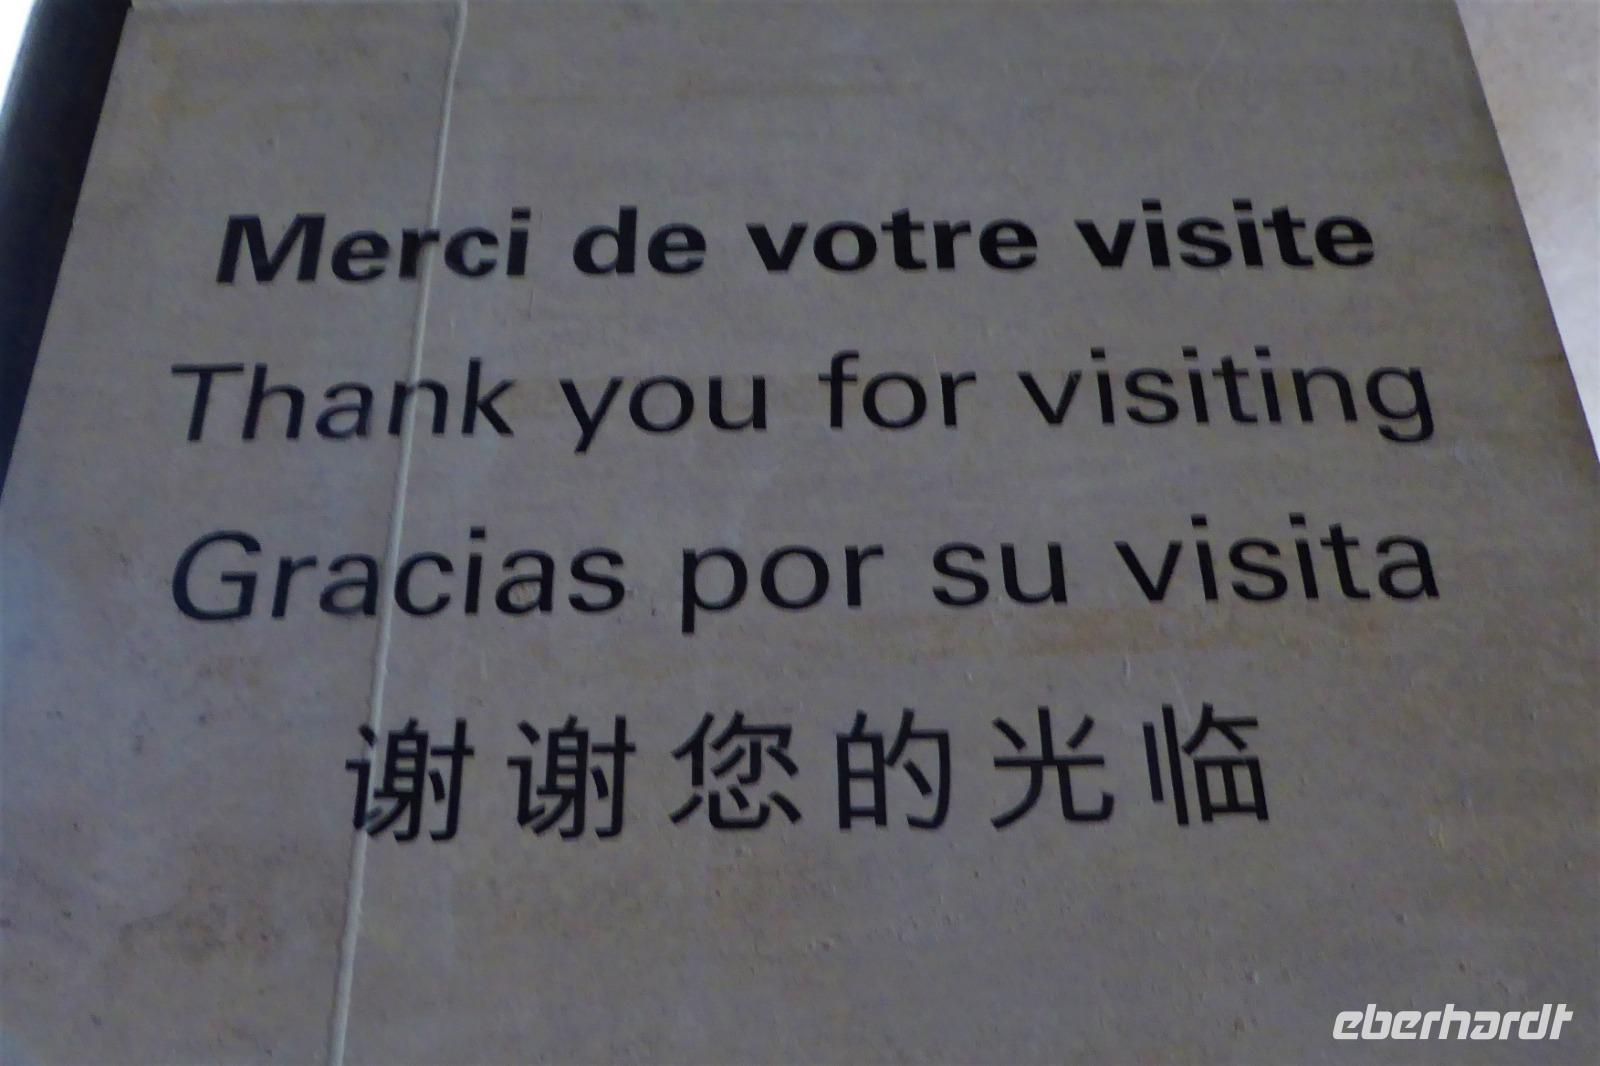 Merci de votre visite
Thank you for visiting
Gracias por su visita
谢谢您的光临
eberhardt